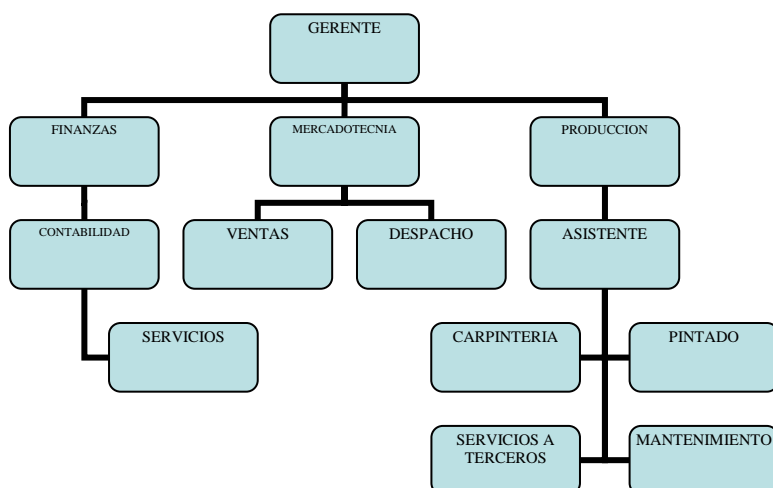 GERENTE
FINANZAS
MERCADOTECNIA
PRODUCCION
CONTABILIDAD
VENTAS
DESPACHO
ASISTENTE
SERVICIOS
CARPINTERIA
PINTADO
SERVICIOS A
TERCEROS
MANTENIMIENTO